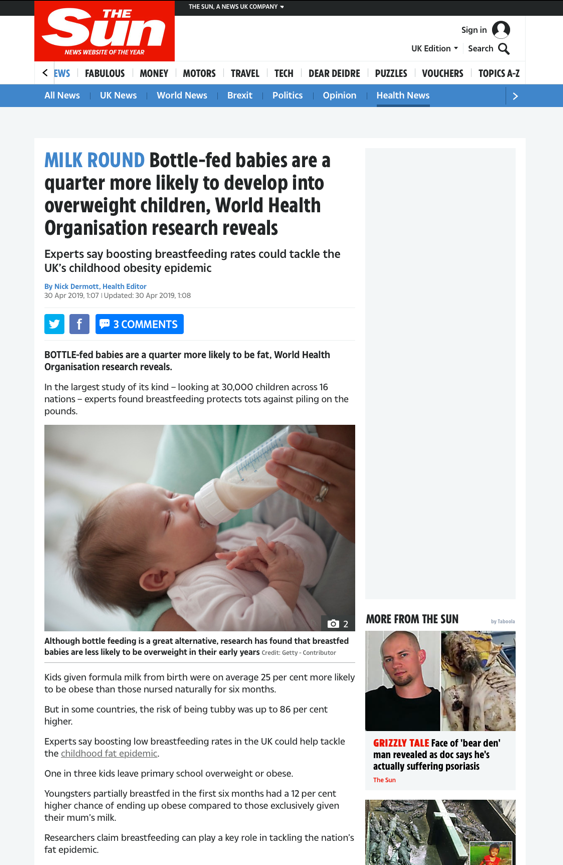 THE SUN, A NEWS UK COMPANY
THE
Sun
NEWS WEBSITE OF THE YEAR
Sign in
UK Edition
Search
EWS
FABULOUS
MONEY
MOTORS
TRAVEL
TECH
DEAR DEIDRE
PUZZLES
VOUCHERS
TOPICS A-Z
All News
UK News
World News
Brexit
Politics
Opinion
Health News
MILK ROUND Bottle-fed babies are a
quarter more likely to develop into
overweight children, World Health
Organisation research reveals
Experts say boosting breastfeeding rates could tackle the
UK's childhood obesity epidemic
By Nick Dermott, Health Editor
30 Apr 2019, 1:07 | Updated: 30 Apr 2019, 1:08
f
3 COMMENTS
BOTTLE-fed babies are a quarter more likely to be fat, World Health
Organisation research reveals.
In the largest study of its kind – looking at 30,000 children across 16
nations – experts found breastfeeding protects tots against piling on the
pounds.
2
Although bottle feeding is a great alternative, research has found that breastfed
babies are less likely to be overweight in their early years Credit: Getty - Contributor
Kids given formula milk from birth were on average 25 per cent more likely
to be obese than those nursed naturally for six months.
But in some countries, the risk of being tubby was up to 86 per cent
higher.
Experts say boosting low breastfeeding rates in the UK could help tackle
the childhood fat epidemic.
One in three kids leave primary school overweight or obese.
Youngsters partially breastfed in the first six months had a 12 per cent
higher chance of ending up obese compared to those exclusively given
their mum's milk.
Researchers claim breastfeeding can play a key role in tackling the nation's
fat epidemic.
MORE FROM THE SUN
by Taboola
GRIZZLY TALE Face of 'bear den'
man revealed as doc says he's
actually suffering psoriasis
The Sun